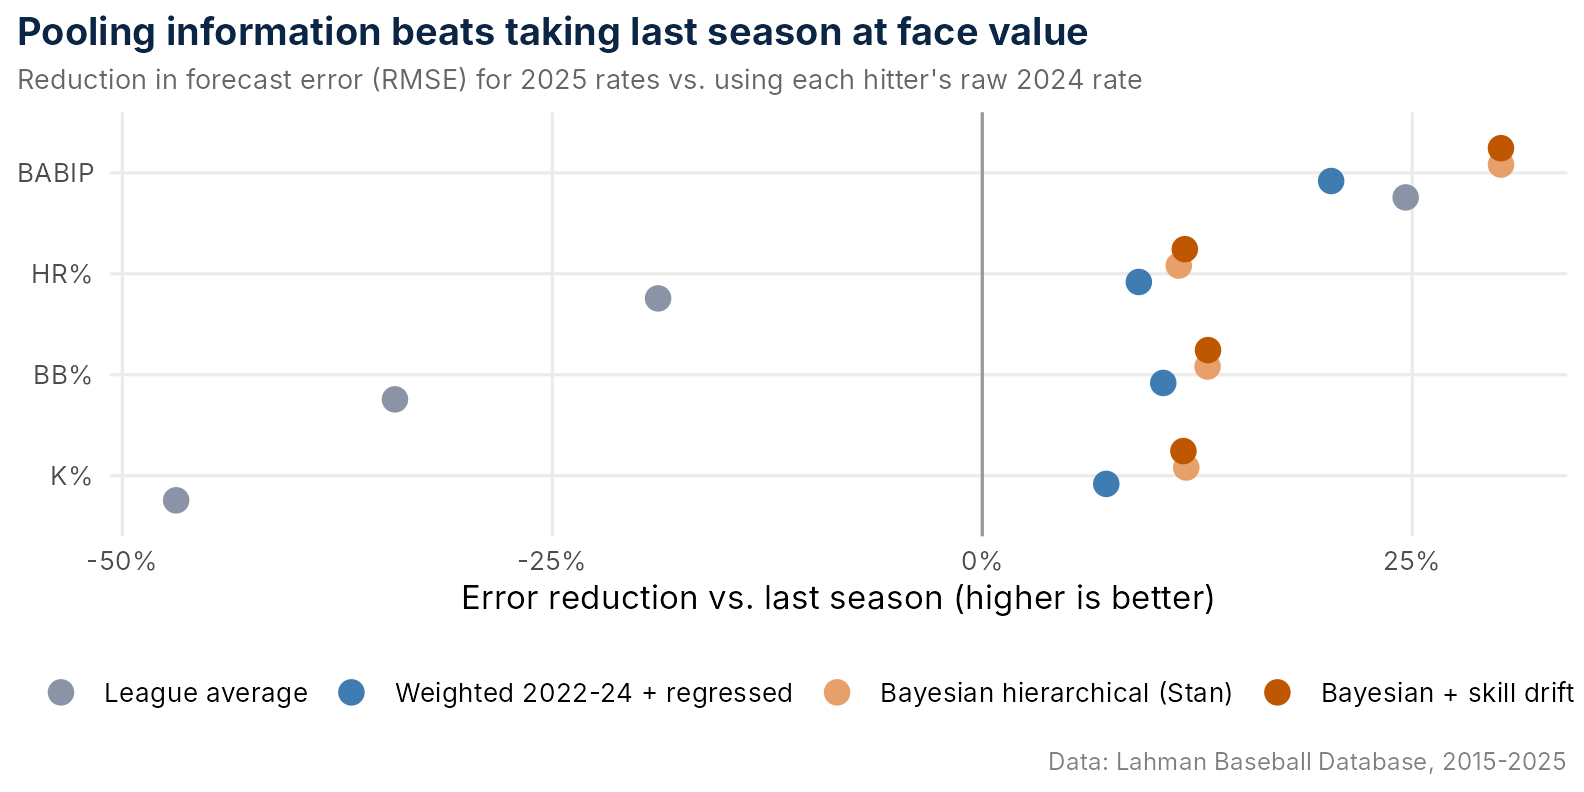 Pooling information beats taking last season at face value
Reduction in forecast error (RMSE) for 2025 rates vs. using each hitter's raw 2024 rate
BABIP
HR%
BB%
K%
-50% -25% 0% 25%
Error reduction vs. last season (higher is better)
League average Weighted 2022-24 + regressed Bayesian hierarchical (Stan) Bayesian + skill drift
Data: Lahman Baseball Database, 2015-2025